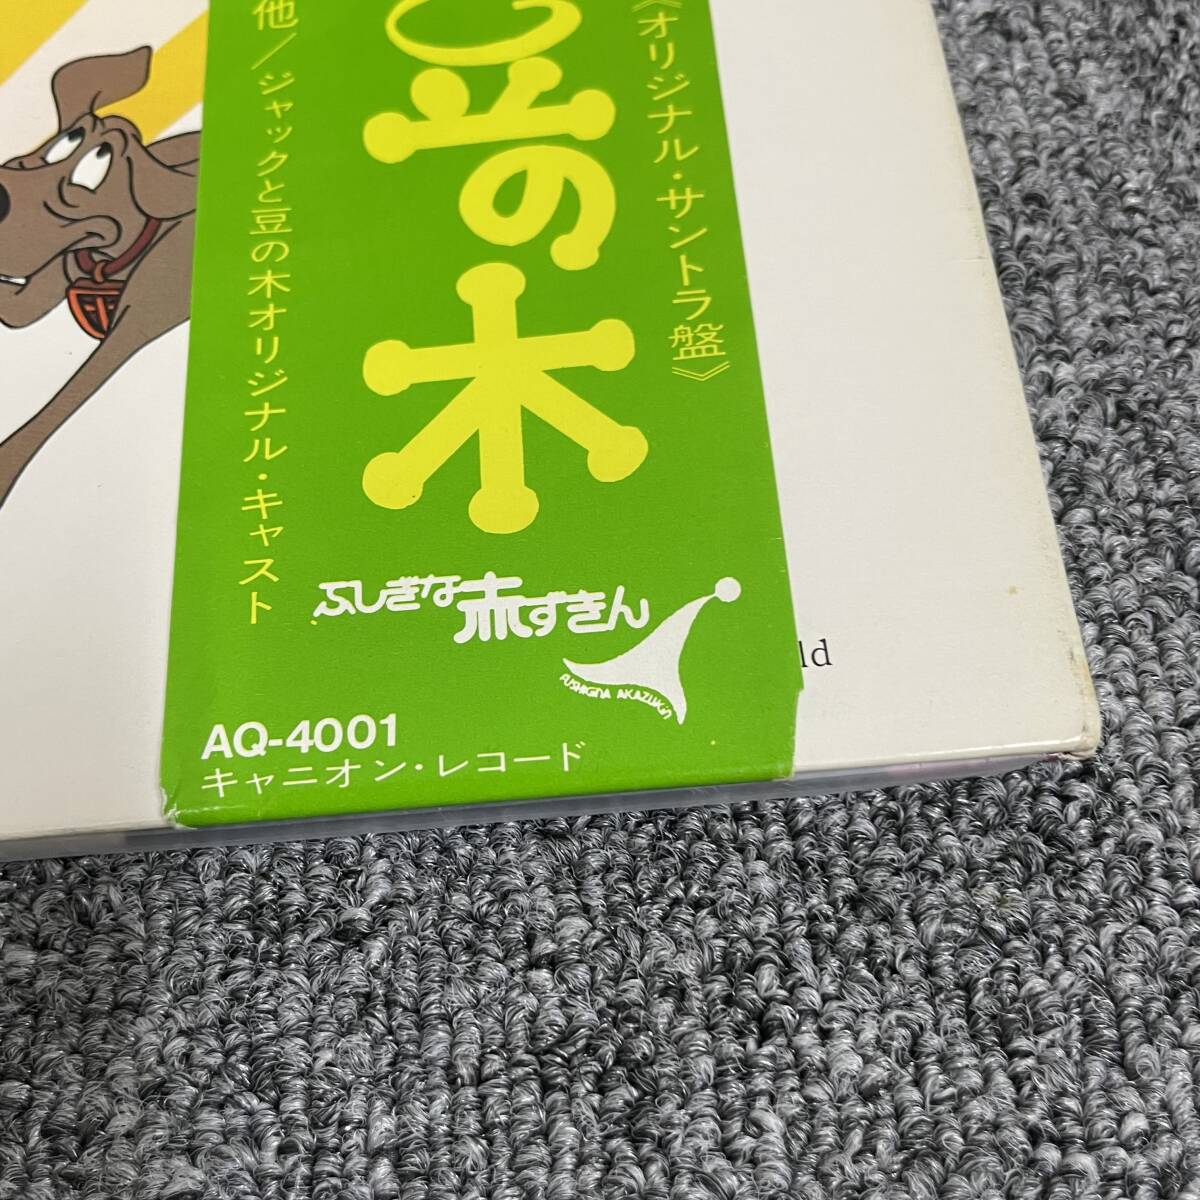 《オリジナル・サントラ盤》
豆の木
他/ジャックと豆の木オリジナル・キャスト
ふしぎな赤ずきん
FUSHIGINA AKAZUKIN
ld
AQ-4001
キャニオン・レコード